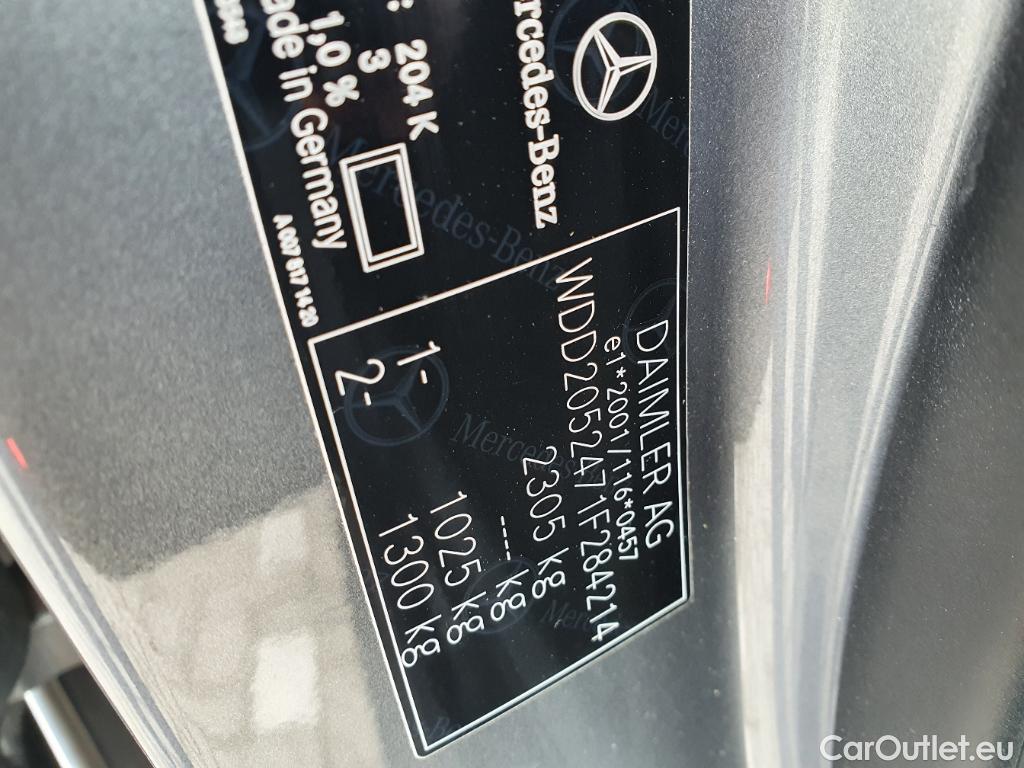 Mercedes-Benz
204 K
3
1,0 %
Made in Germany
A 007 817 14 20
DAIMLER AG
e1*2001/116*0457
WDD2052471F284214
2305 kg
--- kg
1- 1025 kg
2- 1300 kg
CarOutlet.eu